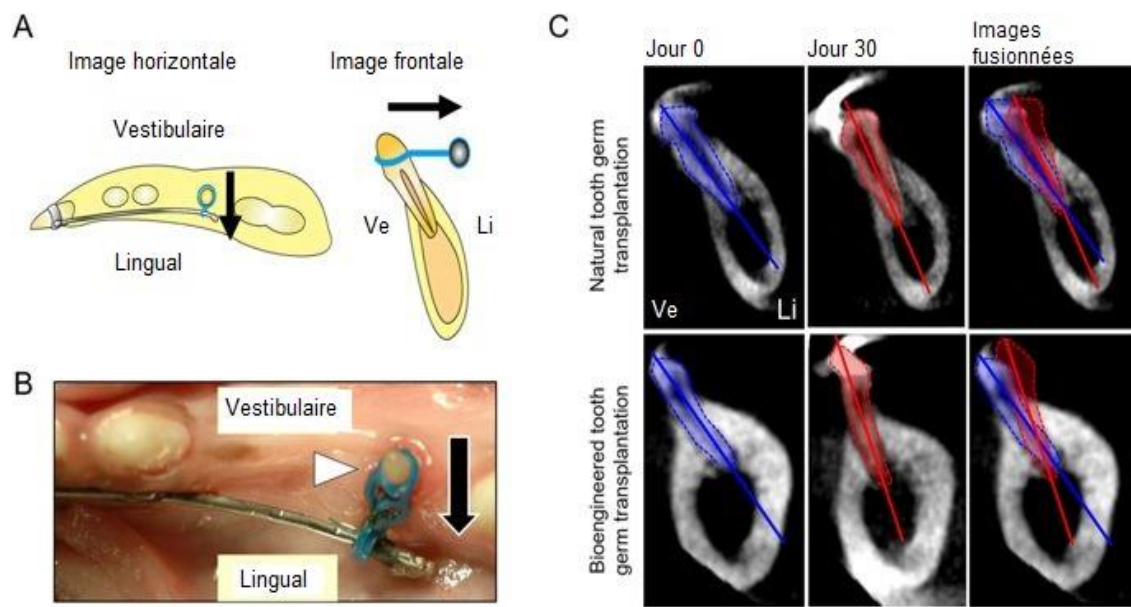 A
Image horizontale
Image frontale
Vestibulaire
Ve
Li
Lingual
B
Vestibulaire
Lingual
C
Jour 0
Jour 30
Images
fusionnées
Natural tooth germ
transplantation
Ve
Li
Bioengineered tooth
germ transplantation